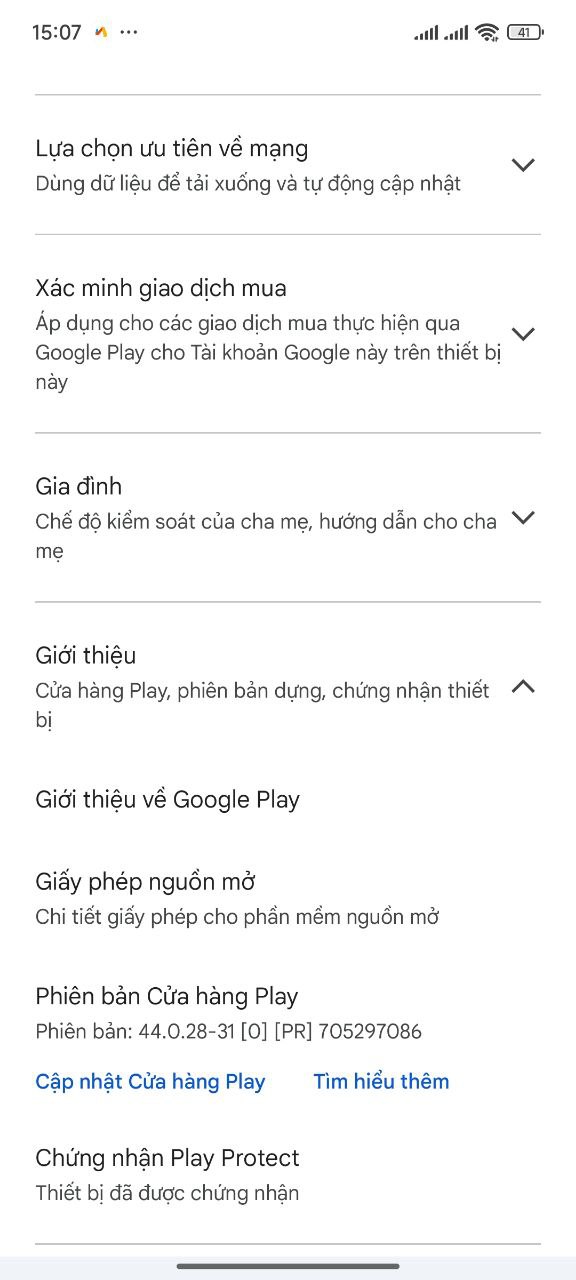 15:07
41
Lựa chọn ưu tiên về mạng
Dùng dữ liệu để tải xuống và tự động cập nhật
Xác minh giao dịch mua
Áp dụng cho các giao dịch mua thực hiện qua
Google Play cho Tài khoản Google này trên thiết bị
này
Gia đình
Chế độ kiểm soát của cha mẹ, hướng dẫn cho cha
mẹ
Giới thiệu
Cửa hàng Play, phiên bản dựng, chứng nhận thiết
bị
Giới thiệu về Google Play
Giấy phép nguồn mở
Chi tiết giấy phép cho phần mềm nguồn mở
Phiên bản Cửa hàng Play
Phiên bản: 44.0.28-31 [0] [PR] 705297086
Cập nhật Cửa hàng Play Tìm hiểu thêm
Chứng nhận Play Protect
Thiết bị đã được chứng nhận